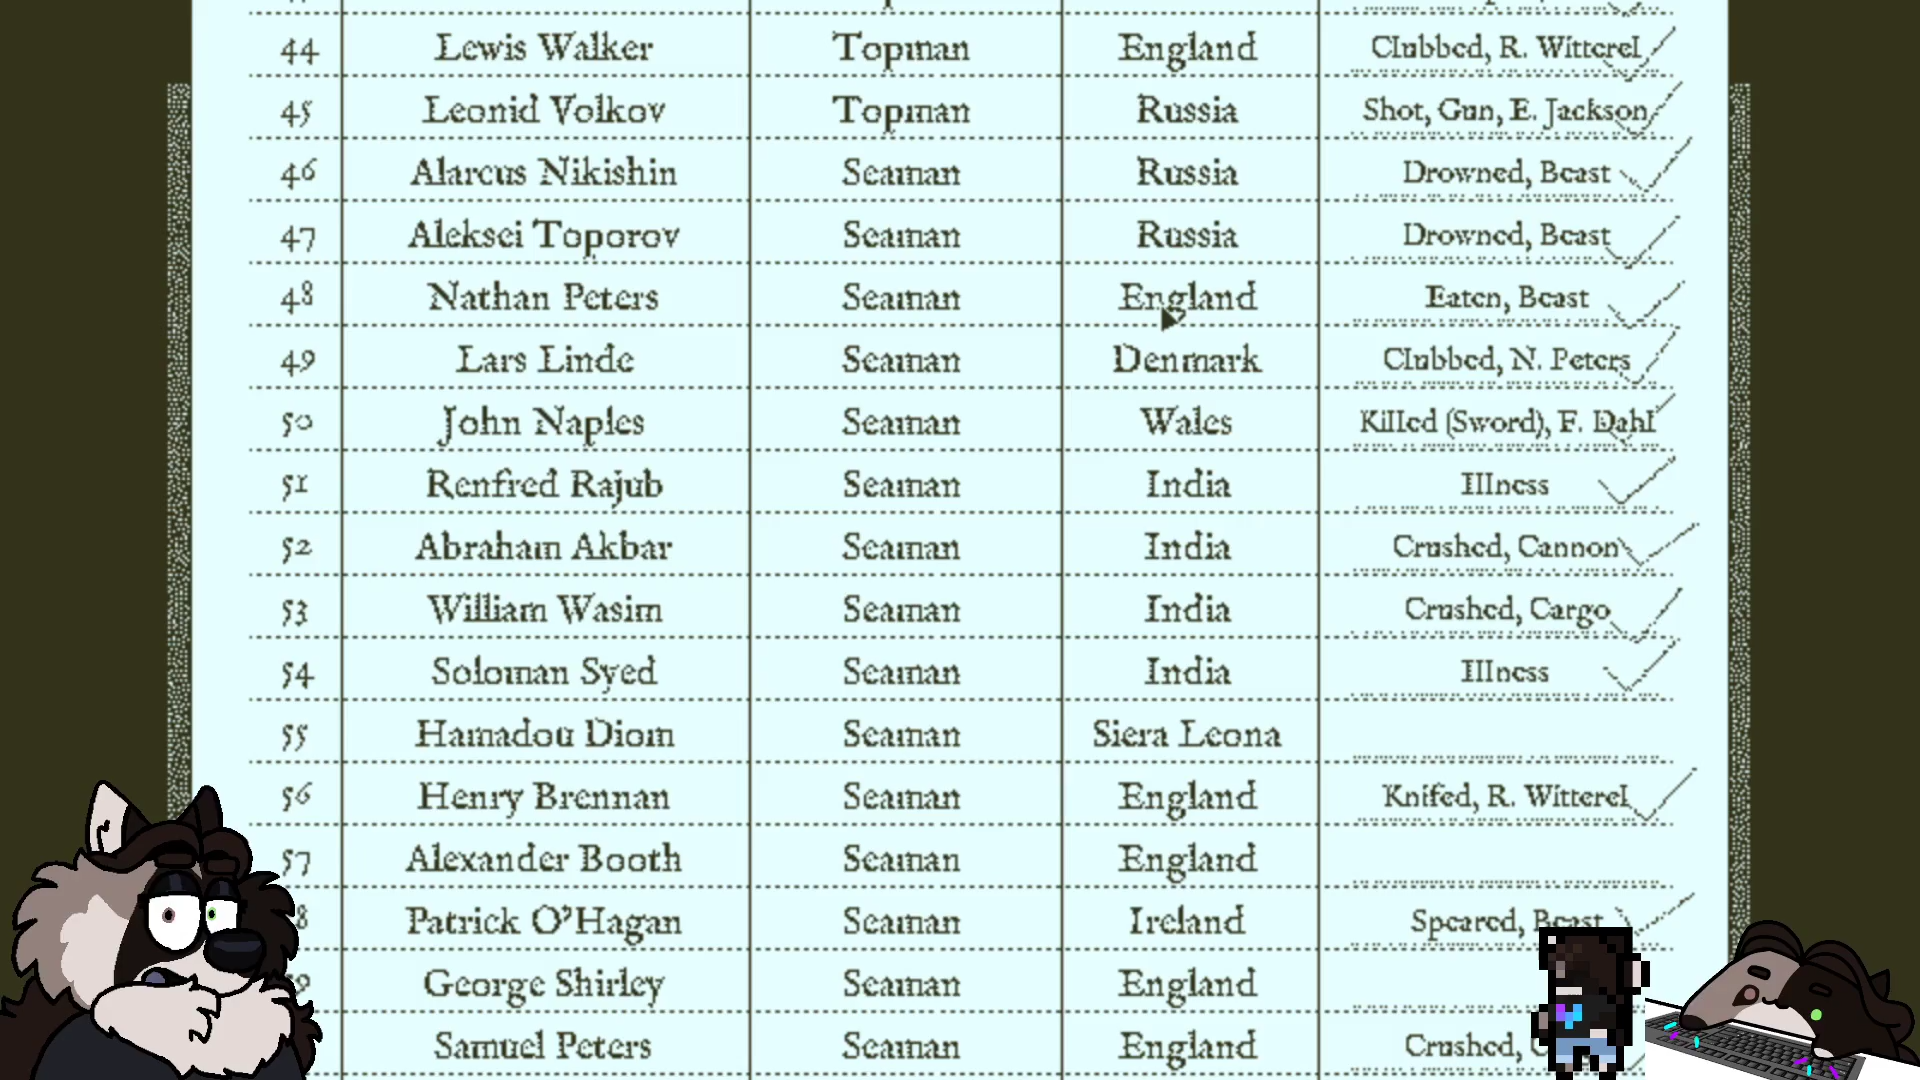 44 Lewis Walker Topman England Clubbed, R. Witterel
45 Leonid Volkov Topman Russia Shot, Gun, E. Jackson
46 Alarcus Nikishin Seaman Russia Drowned, Beast
47 Aleksei Toporov Seaman Russia Drowned, Beast
48 Nathan Peters Seaman England Eaten, Beast
49 Lars Linde Seaman Denmark Clubbed, N. Peters
50 John Naples Seaman Wales Killed (Sword), F. Dahl
51 Renfred Rajub Seaman India Illness
52 Abraham Akbar Seaman India Crushed, Cannon
53 William Wasim Seaman India Crushed, Cargo
54 Soloman Syed Seaman India Illness
55 Hamadou Diom Seaman Siera Leona
56 Henry Brennan Seaman England Knifed, R. Witterel
57 Alexander Booth Seaman England
8 Patrick O'Hagan Seaman Ireland Speared, Beast
George Shirley Seaman England
Samuel Peters Seaman England Crushed,